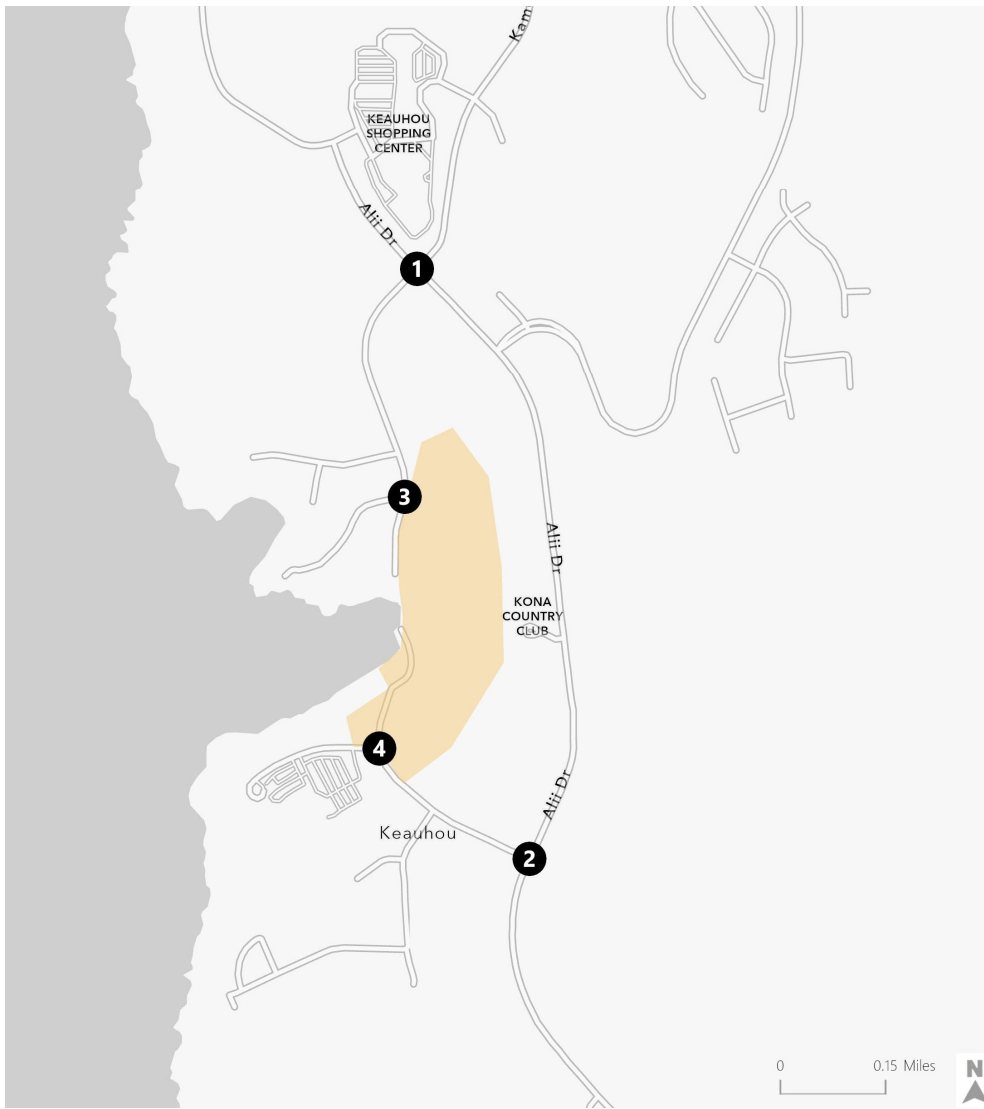 Kam
KEAUHOU
SHOPPING
CENTER
Alii Dr
1
3
Alii Dr
KONA
COUNTRY
CLUB
4
Alii Dr
Keauhou
2
0 0.15 Miles
N